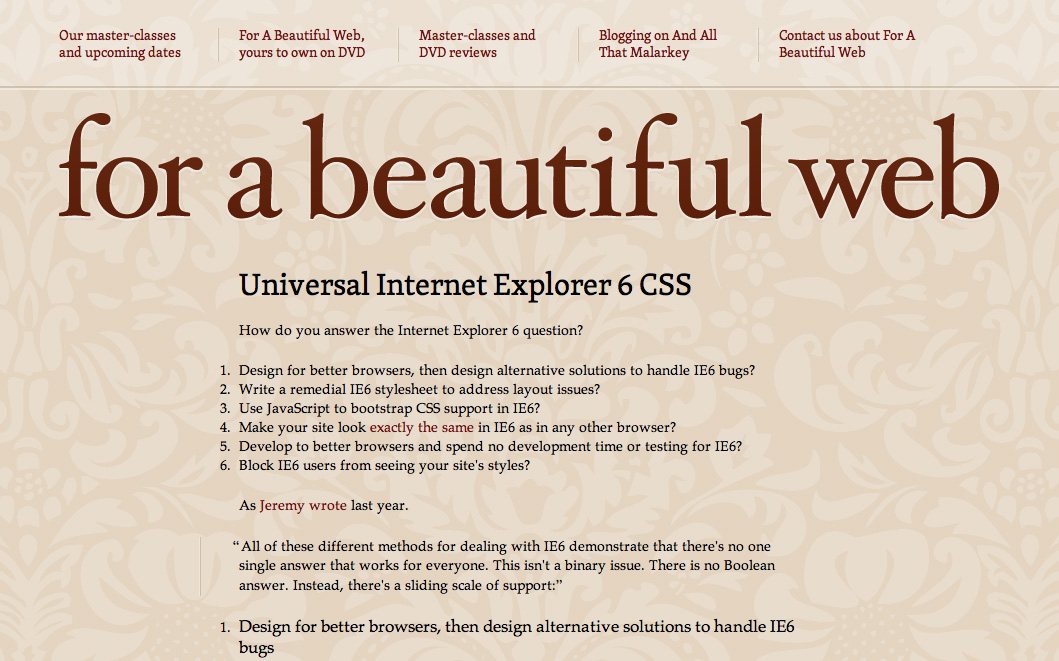 Our master-classes
and upcoming dates
For A Beautiful Web,
yours to own on DVD
Master-classes and
DVD reviews
Blogging on And All
That Malarkey
Contact us about For A
Beautiful Web
for a beautiful web
Universal Internet Explorer 6 CSS
How do you answer the Internet Explorer 6 question?
1. Design for better browsers, then design alternative solutions to handle IE6 bugs?
2. Write a remedial IE6 stylesheet to address layout issues?
3. Use JavaScript to bootstrap CSS support in IE6?
4. Make your site look exactly the same in IE6 as in any other browser?
5. Develop to better browsers and spend no development time or testing for IE6?
6. Block IE6 users from seeing your site's styles?
As Jeremy wrote last year.
“All of these different methods for dealing with IE6 demonstrate that there's no one
single answer that works for everyone. This isn't a binary issue. There is no Boolean
answer. Instead, there's a sliding scale of support:”
1. Design for better browsers, then design alternative solutions to handle IE6
bugs